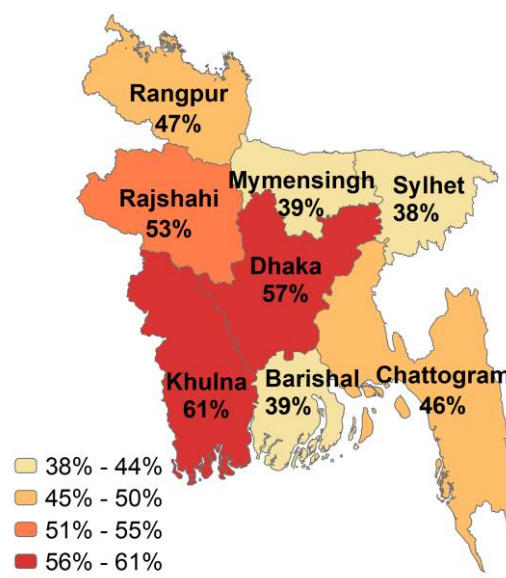 Rangpur
47%
Rajshahi
53%
Mymensingh
39%
Sylhet
38%
Dhaka
57%
Khulna
61%
Barishal
39%
Chattogram
46%
38% - 44%
45% - 50%
51% - 55%
56% - 61%